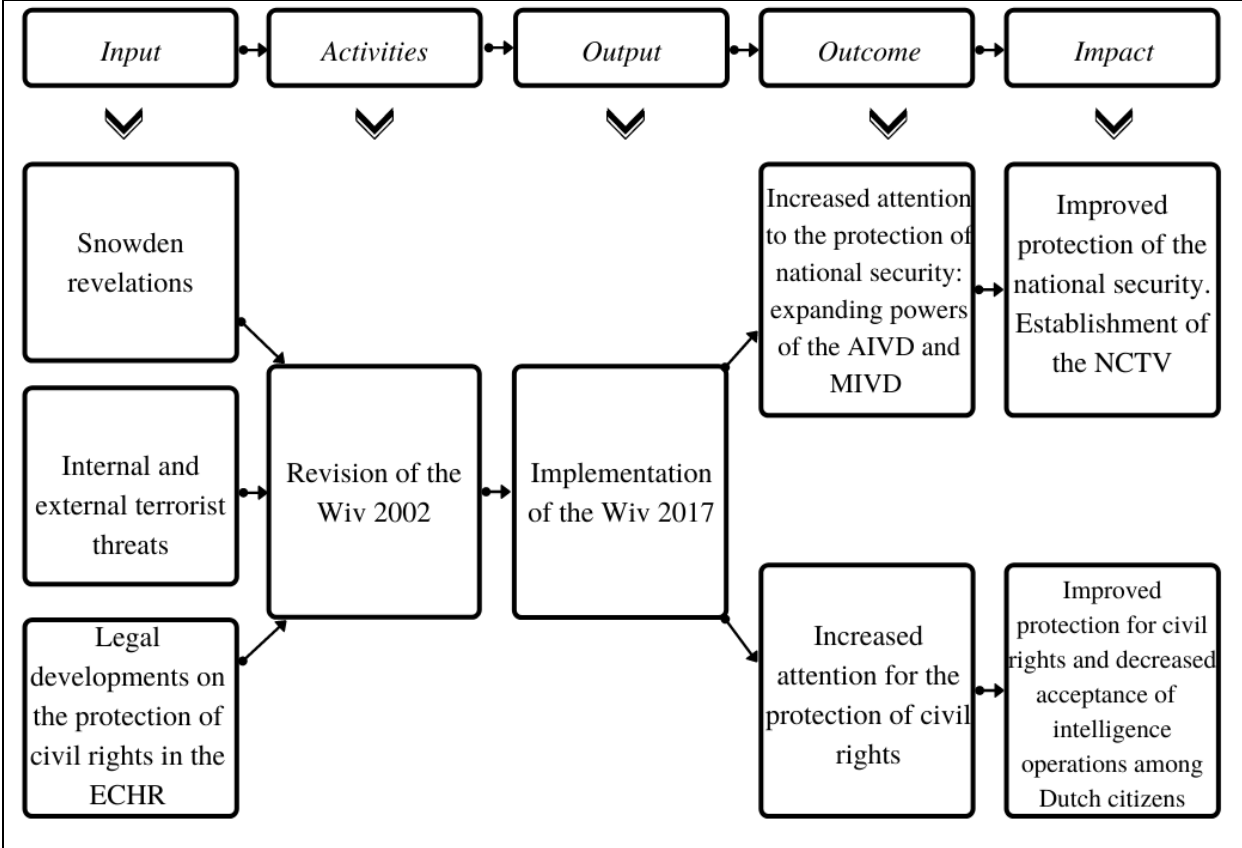 Input
Activities
Output
Outcome
Impact
Snowden
revelations
Internal and
external terrorist
threats
Legal
developments on
the protection of
civil rights in the
ECHR
Revision of the
Wiv 2002
Implementation
of the Wiv 2017
Increased attention
to the protection of
national security:
expanding powers
of the AIVD and
MIVD
Increased
attention for the
protection of civil
rights
Improved
protection of the
national security.
Establishment of
the NCTV
Improved
protection for civil
rights and decreased
acceptance of
intelligence
operations among
Dutch citizens